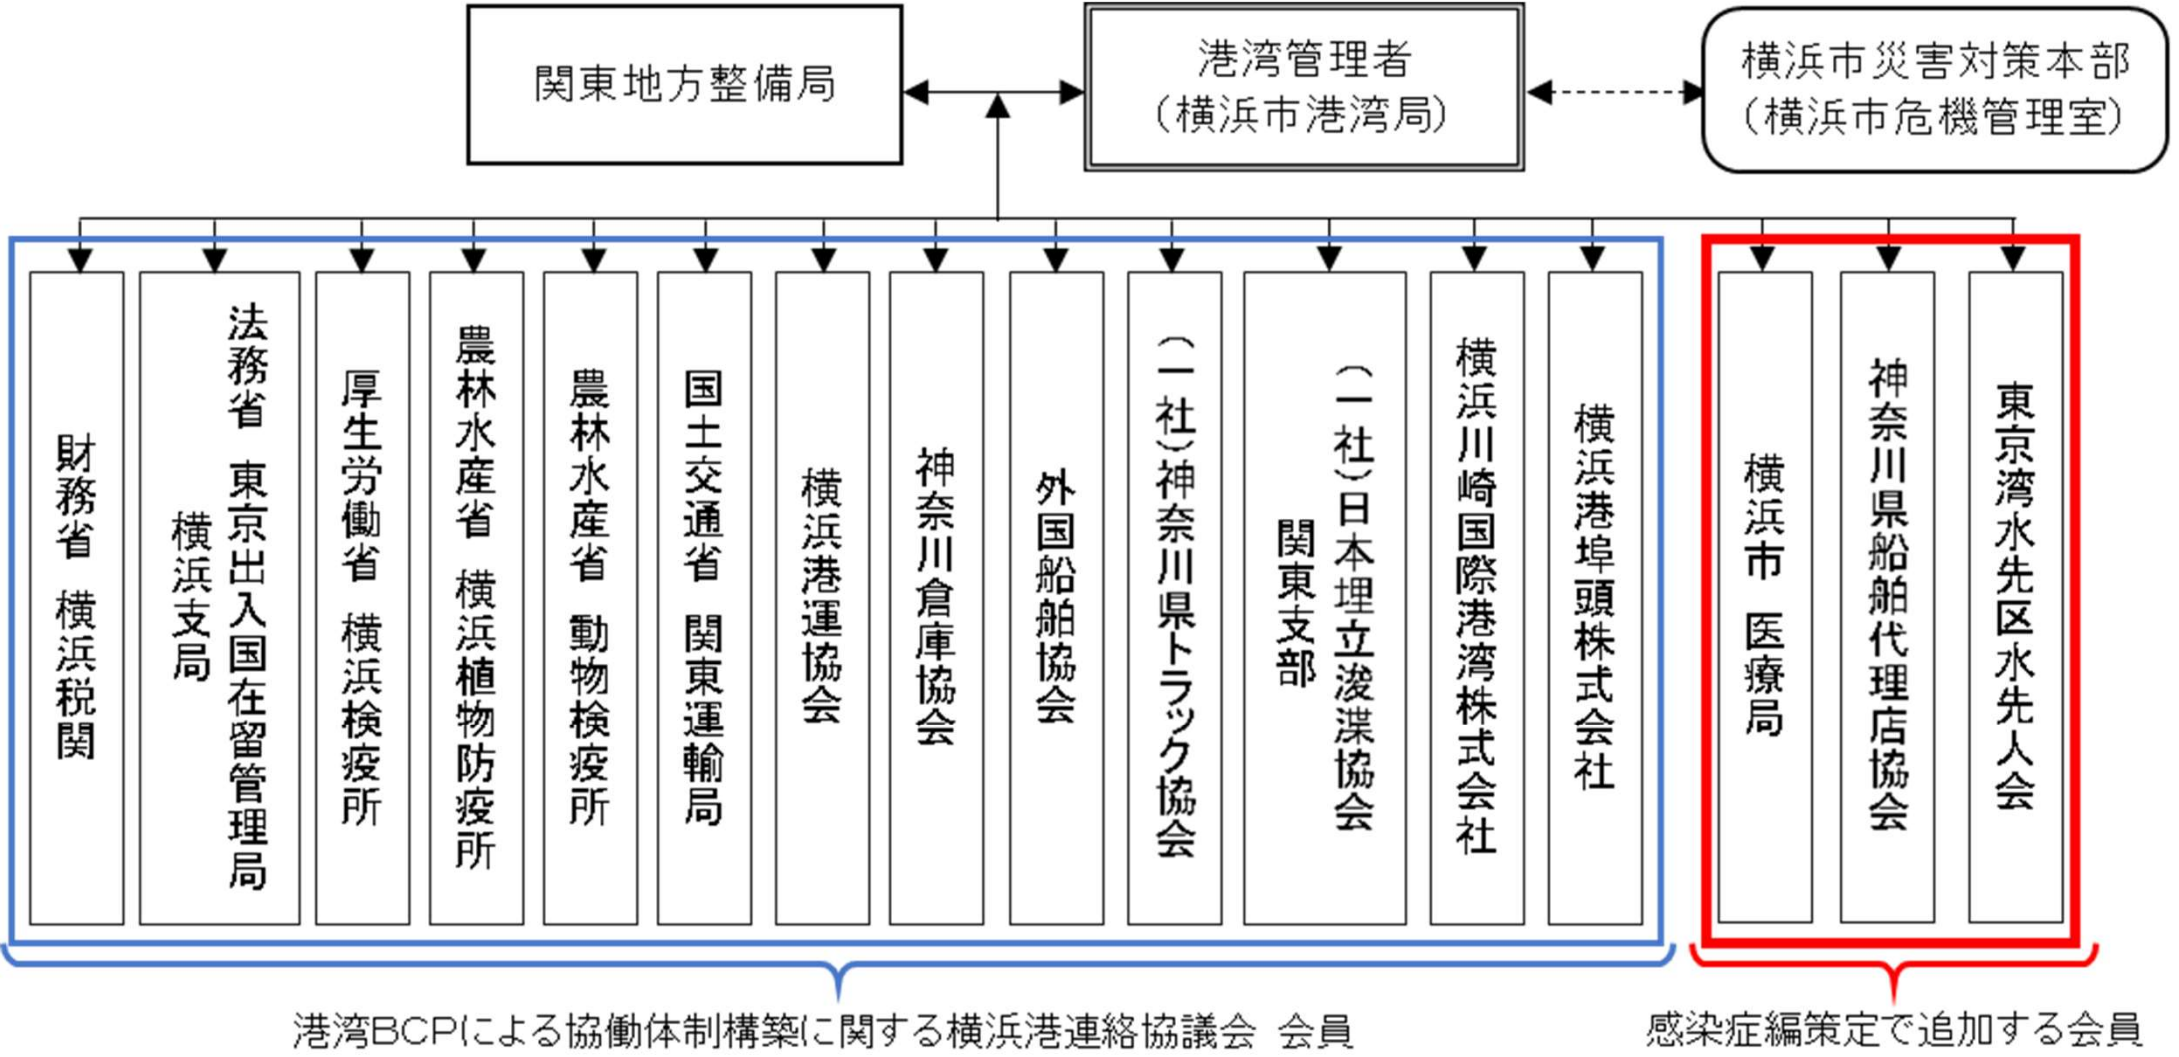 関東地方整備局
港湾管理者
（横浜市港湾局）
横浜市災害対策本部
（横浜市危機管理室）
財務省 横浜税関
法務省 東京出入国在留管理局
横浜支局
厚生労働省 横浜検疫所
農林水産省 横浜植物防疫所
農林水産省 動物検疫所
国土交通省 関東運輸局
横浜港運協会
神奈川倉庫協会
外国船舶協会
（一社）神奈川県トラック協会
（一社）日本埋立浚渫協会
関東支部
横浜川崎国際港湾株式会社
横浜港埠頭株式会社
横浜市 医療局
神奈川県船舶代理店協会
東京湾水先区水先人会
港湾BCPによる協働体制構築に関する横浜港連絡協議会 会員
感染症編策定で追加する会員